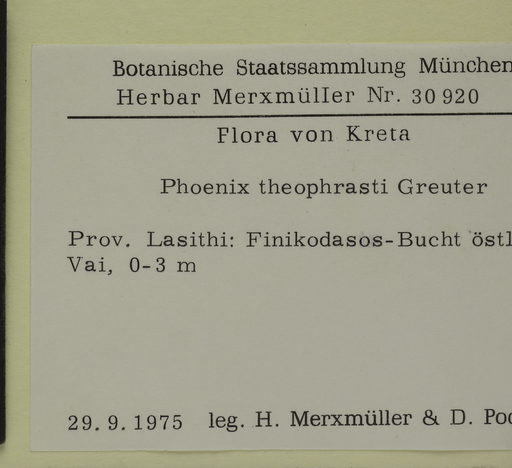 Botanische Staatssammlung München
Herbar Merxmüller Nr. 30 920
Flora von Kreta
Phoenix theophrasti Greuter
Prov. Lasithi: Finikodasos-Bucht östl
Vai, 0-3 m
29. 9. 1975 leg. H. Merxmüller & D.